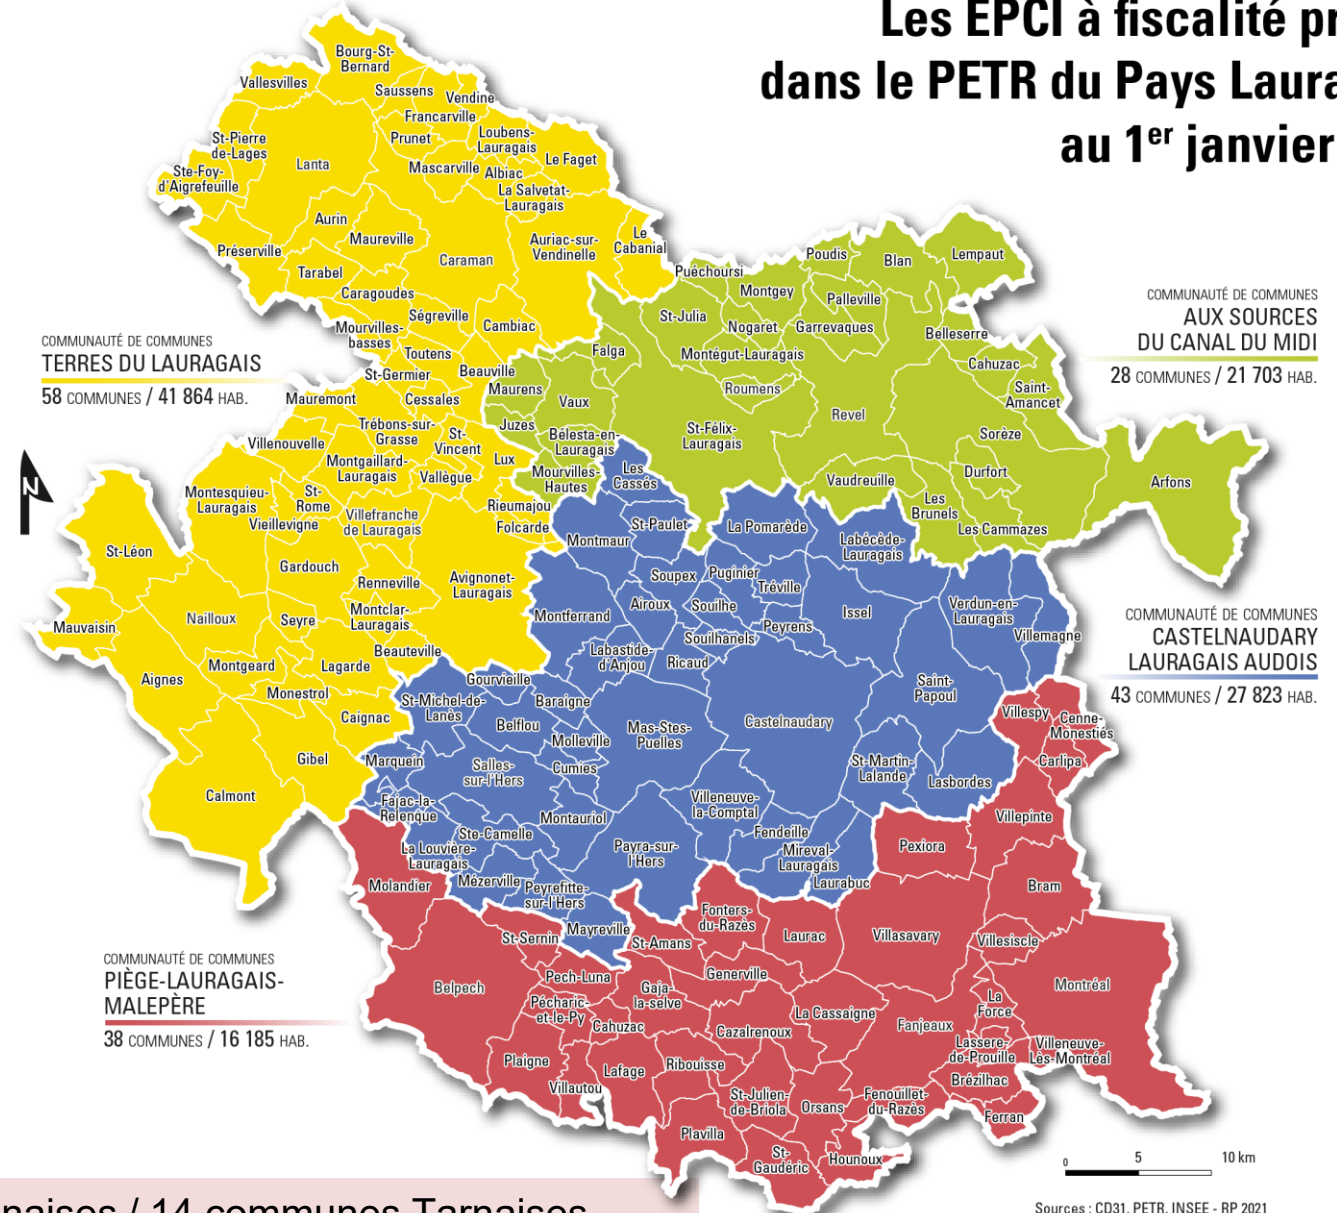 Les EPCI à fiscalité pr
dans le PETR du Pays Laura
au 1er janvier
Bourg-St-
Bernard
Vallesvilles
Saussens
Vendine
Francarville
St-Pierre
de-Lages
Prunet
Loubens-
Lauragais
Lanta
Le Faget
Ste-Foy-
d'Aigrefeuille
Mascarville
Albiac
La Salvetat-
Lauragais
Aurin
Maureville
Auriac-sur-
Vendinelle
Le
Cabanial
Préserville
Caraman
Tarabel
Caragoudes
Ségreville
Cambiac
Mourvilles-
basses
Toutens
St-Germier
Beauville
Mauremont
Cessales
Trébons-sur-
Grasse
St-
Vincent
Villenouvelle
Montgaillard-
Lauragais
Vallègue
Lux
Montesquieu-
Lauragais
St-
Rome
Vieillevigne
Villefranche
de Lauragais
Rieumajou
Folcarde
St-Léon
Gardouch
Renneville
Avignonet-
Lauragais
Mauvaisin
Nailloux
Seyre
Montclar-
Lauragais
Beauteville
Aignes
Montgeard
Lagarde
Monestrol
Caignac
Gibel
Calmont
COMMUNAUTÉ DE COMMUNES
TERRES DU LAURAGAIS
58 COMMUNES / 41 864 HAB.
N
Puéchoursi
Poudis
Blan
Lempaut
Montgey
Palleville
St-Julia
Nogaret
Garrevaques
Belleserre
Falga
Montégut-Lauragais
Cahuzac
Maurens
Vaux
Roumens
Saint-
Amancet
Juzes
Revel
Bélesta-en-
Lauragais
St-Félix-
Lauragais
Sorèze
Mourvilles-
Hautes
Vaudreuille
Durfort
Arfons
Les
Brunels
Les Cammazes
COMMUNAUTÉ DE COMMUNES
AUX SOURCES
DU CANAL DU MIDI
28 COMMUNES / 21 703 HAB.
Les
Cassés
St-Paulet
La Pomarède
Montmaur
Labécède-
Lauragais
Soupex
Puginier
Tréville
Montferrand
Airoux
Souilhe
Issel
Verdun-en-
Lauragais
Souilhanels
Peyrens
Villemagne
Labastide-
d'Anjou
Ricaud
Saint-
Papoul
Gourvieille
St-Michel-de-
Lanès
Baraigne
Belflou
Mas-Stes-
Puelles
Castelnaudary
Molleville
Marquein
Salles-
sur-l'Hers
Cumies
St-Martin-
Lalande
Lasbordes
Fajac-la-
Relenque
Villeneuve-
la-Comptal
Montauriol
Ste-Camelle
Fendeille
La Louvière-
Lauragais
Payra-sur-
l'Hers
Mireval-
Lauragais
Laurabuc
Mézerville
Peyrefitte-
sur-l'Hers
Mayreville
COMMUNAUTÉ DE COMMUNES
CASTELNAUDARY
LAURAGAIS AUDOIS
43 COMMUNES / 27 823 HAB.
Villespy
Cenne-
Monestiés
Carlipa
Villepinte
Pexiora
Molandier
Bram
Fonters-
du-Razès
St-Sernin
St-Amans
Laurac
Villasavary
Villesiscle
Belpech
Pech-Luna
Generville
Montréal
Gaja-
la-selve
Pécharic-
et-le-Py
La
Force
Cahuzac
Cazalrenoux
La Cassaigne
Fanjeaux
Lassere-
de-Prouille
Villeneuve-
Lès-Montréal
Plaigne
Lafage
Ribouisse
Villautou
Brézilhac
St-Julien-
de-Briola
Orsans
Fenouillet-
du-Razès
Ferran
Plavilla
St-
Gaudéric
Hounoux
COMMUNAUTÉ DE COMMUNES
PIÈGE-LAURAGAIS-
MALEPÈRE
38 COMMUNES / 16 185 HAB.
0 5 10 km
naises / 14 communes Tarnaises
Sources : CD31, PETR, INSEE - RP 2021